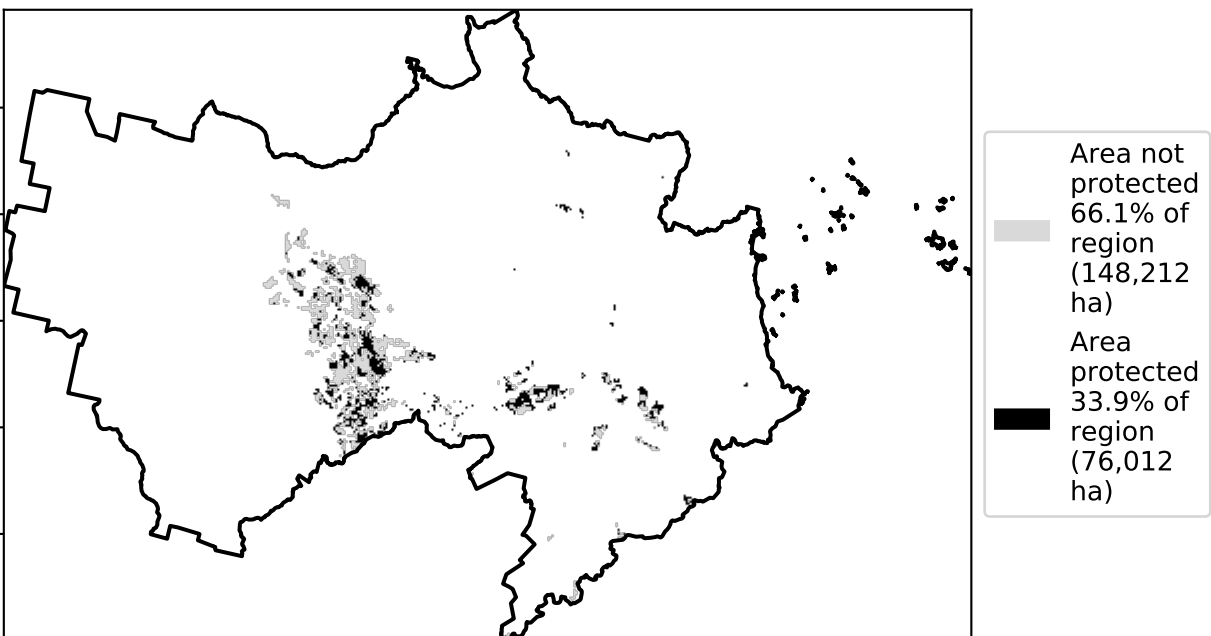 Area not
protected
66.1% of
region
(148,212
ha)
Area
protected
33.9% of
region
(76,012
ha)